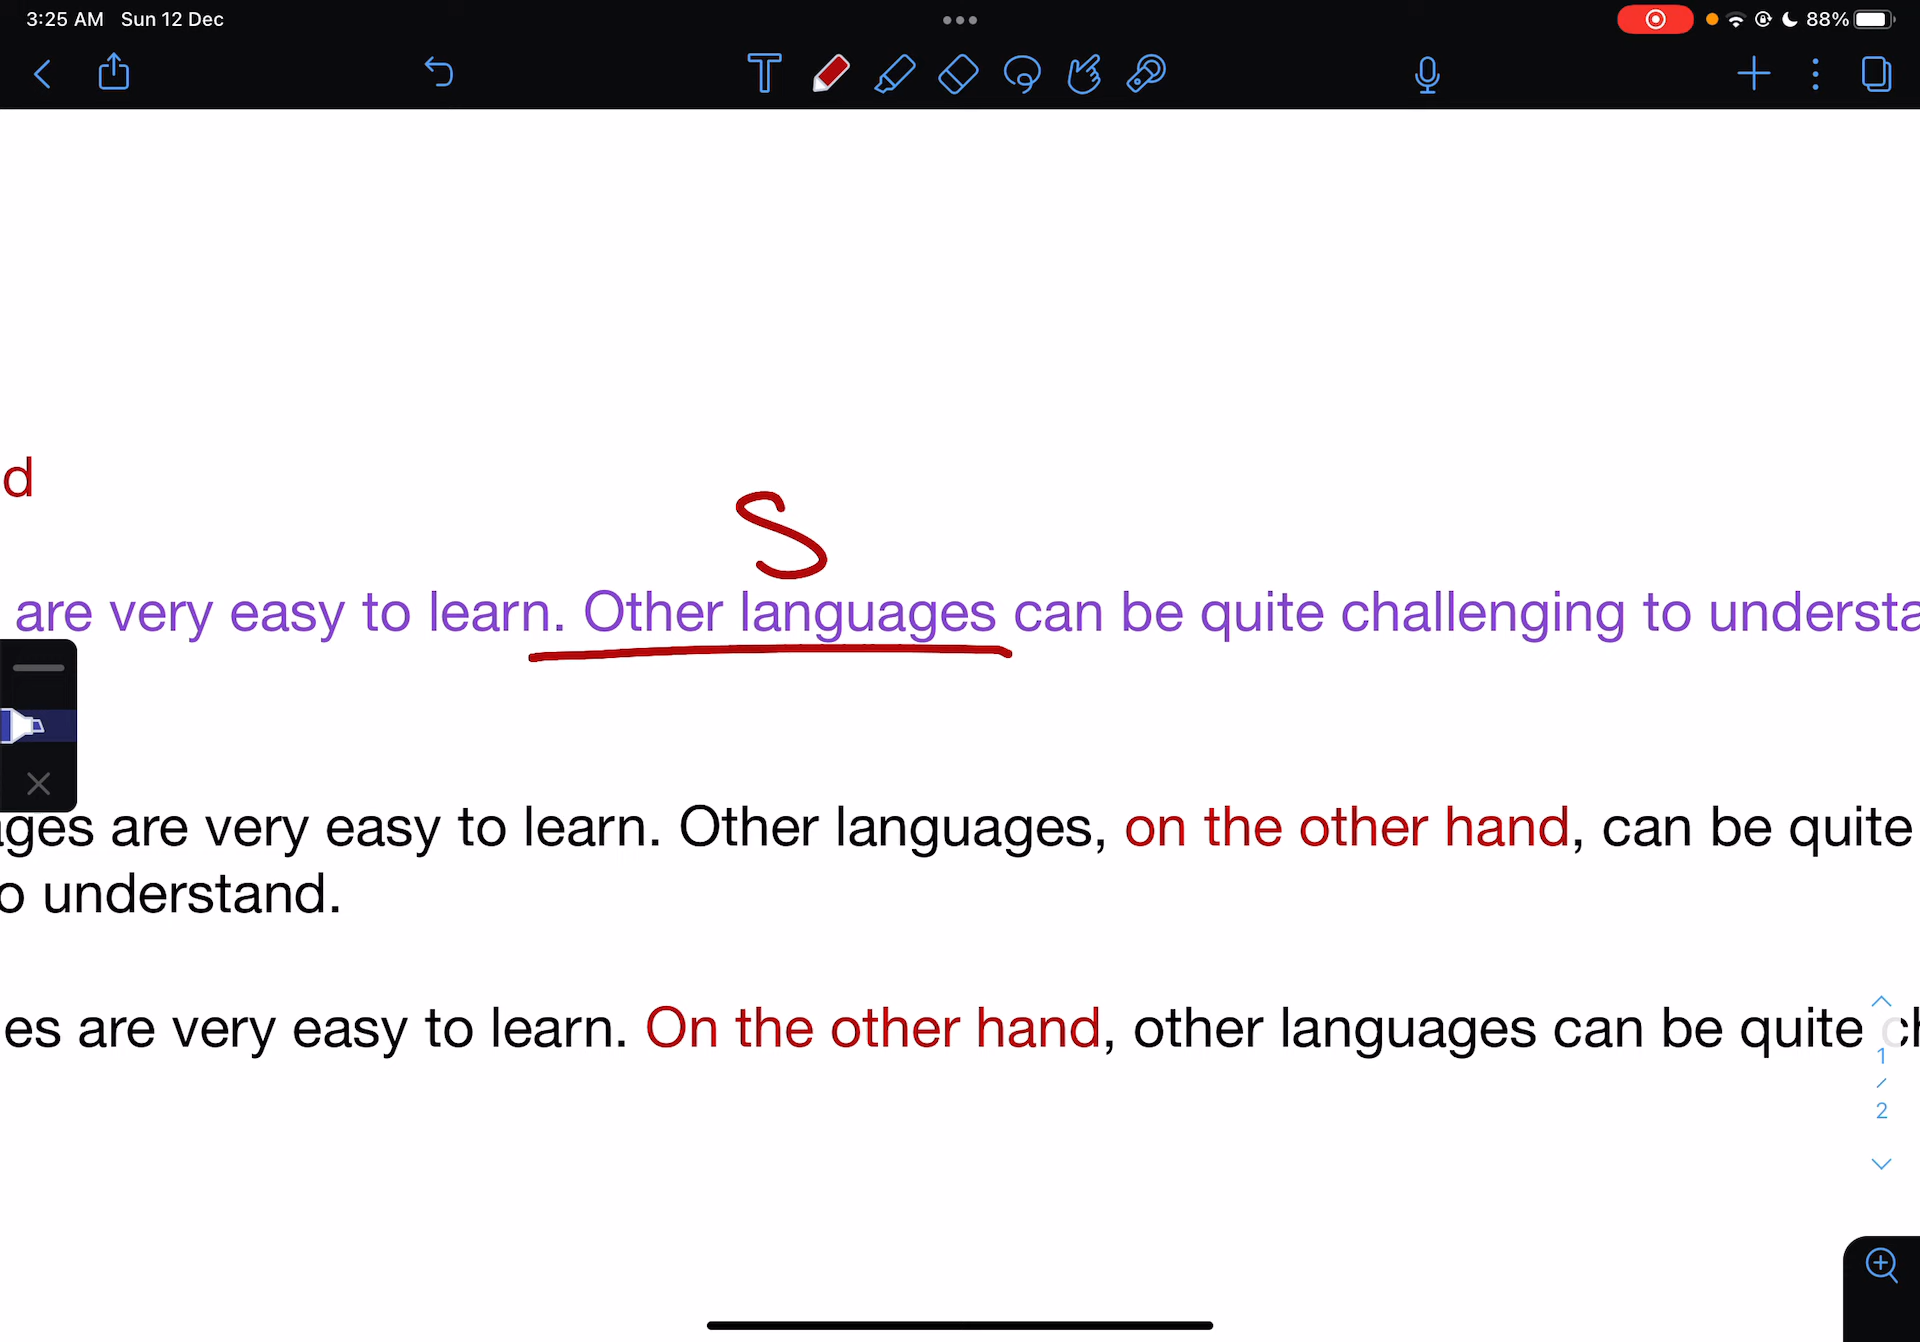 3:25 AM Sun 12 Dec
88%
d
S
are very easy to learn. Other languages can be quite challenging to understa
ges are very easy to learn. Other languages, on the other hand, can be quite
o understand.
es are very easy to learn. On the other hand, other languages can be quite ch
1
/
2